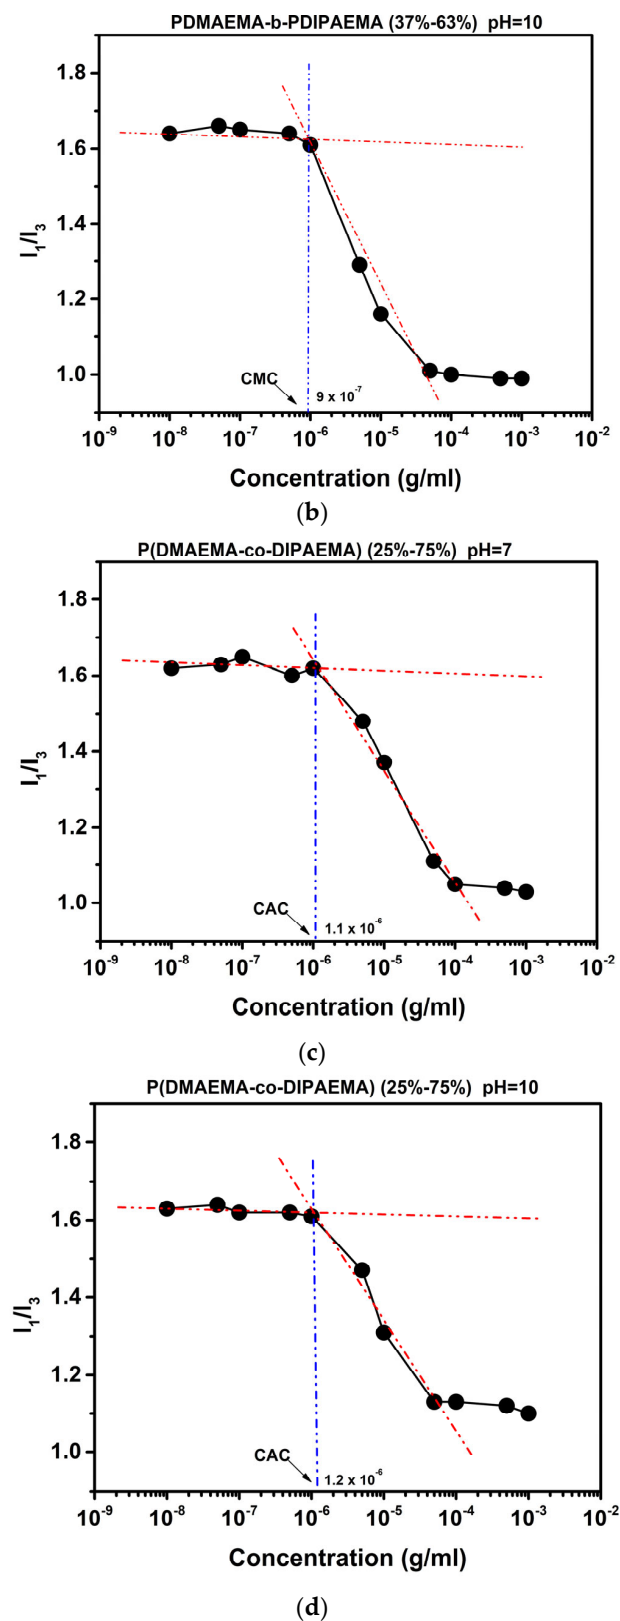 PDMAEMA-b-PDIPAEMA (37%-63%) pH=10
1.8
1.6
1.4
1.2
1.0
I₁/I₃
CMC
9 x 10⁻⁷
10⁻⁹ 10⁻⁸ 10⁻⁷ 10⁻⁶ 10⁻⁵ 10⁻⁴ 10⁻³ 10⁻²
Concentration (g/ml)
(b)
P(DMAEMA-co-DIPAEMA) (25%-75%) pH=7
1.8
1.6
1.4
1.2
1.0
I₁/I₃
CAC
1.1 x 10⁻⁶
10⁻⁹ 10⁻⁸ 10⁻⁷ 10⁻⁶ 10⁻⁵ 10⁻⁴ 10⁻³ 10⁻²
Concentration (g/ml)
(c)
P(DMAEMA-co-DIPAEMA) (25%-75%) pH=10
1.8
1.6
1.4
1.2
1.0
I₁/I₃
CAC
1.2 x 10⁻⁶
10⁻⁹ 10⁻⁸ 10⁻⁷ 10⁻⁶ 10⁻⁵ 10⁻⁴ 10⁻³ 10⁻²
Concentration (g/ml)
(d)